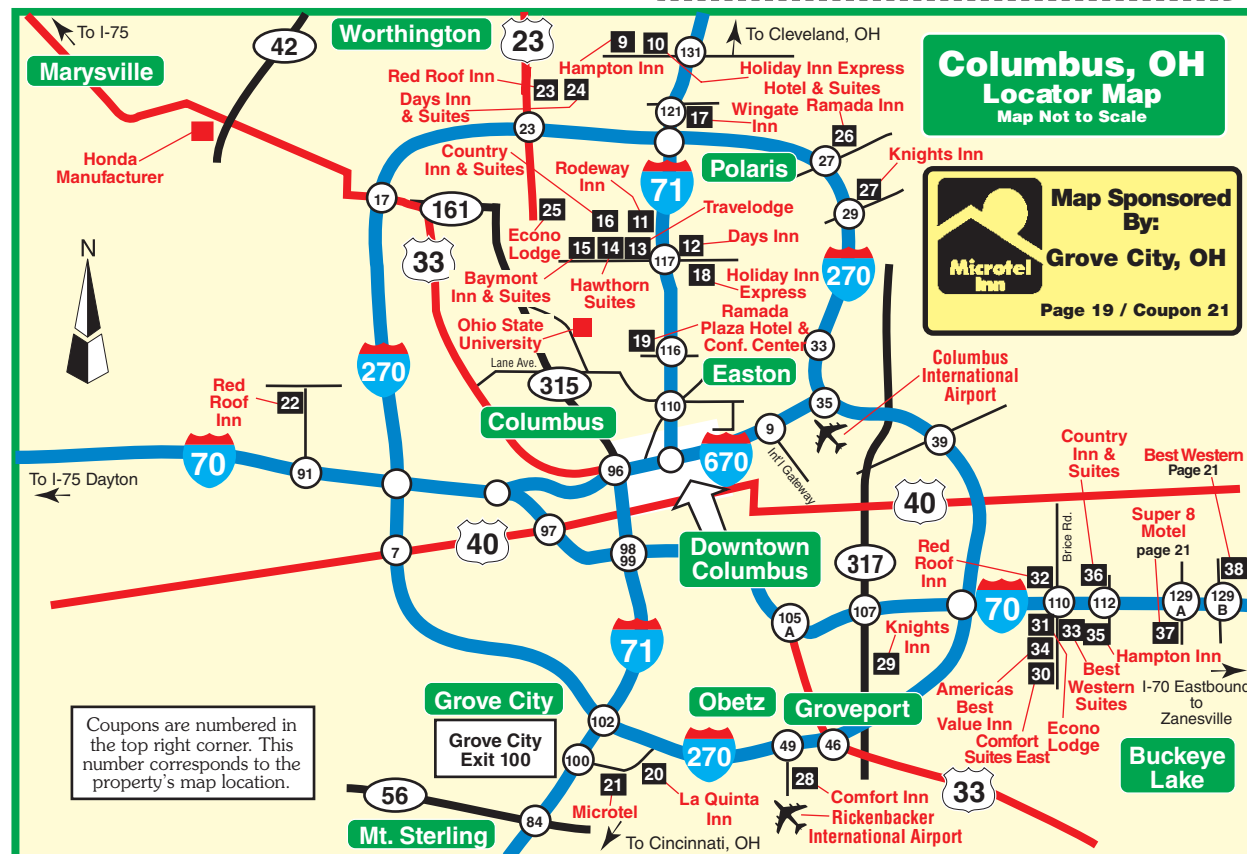 To I-75
42
Worthington
23
9
10
131
To Cleveland, OH
Marysville
Hampton Inn
Holiday Inn Express
Hotel & Suites
Red Roof Inn
23
24
Days Inn
& Suites
Columbus, OH
Locator Map
Map Not to Scale
121
17
Wingate
Inn
Ramada Inn
26
23
Honda
Manufacturer
Country
Inn & Suites
Rodeway
Inn
71
Polaris
27
Knights Inn
27
29
17
161
25
Econo
Lodge
16
11
Travelodge
33
15
14
13
117
12
Days Inn
Baymont
Inn & Suites
Hawthorn
Suites
18
Holiday Inn
Express
270
Map Sponsored
By:
Grove City, OH
Microtel
Inn
Page 19 / Coupon 21
N
Ohio State
University
19
Ramada
Plaza Hotel &
Conf. Center
116
33
270
Lane Ave.
315
Easton
Columbus
International
Airport
Red
Roof
Inn
22
Columbus
110
9
35
39
Int'l Gateway
70
91
To I-75 Dayton
96
670
Country
Inn &
Suites
Best Western
Page 21
40
7
40
97
98
99
Downtown
Columbus
317
Brice Rd.
Super 8
Motel
page 21
Red
Roof
Inn
32
36
38
105
A
107
70
110
112
129
A
129
B
71
Knights
Inn
29
31
33
35
37
34
30
Hampton Inn
Best
Western
Suites
Americas
Best
Value Inn
Econo
Lodge
Comfort
Suites East
I-70 Eastbound
to
Zanesville
Grove City
102
Obetz
Groveport
Grove City
Exit 100
100
270
49
46
Buckeye
Lake
Coupons are numbered in
the top right corner. This
number corresponds to the
property's map location.
21
Microtel
20
La Quinta
Inn
28
Comfort Inn
Rickenbacker
International Airport
33
56
84
Mt. Sterling
To Cincinnati, OH